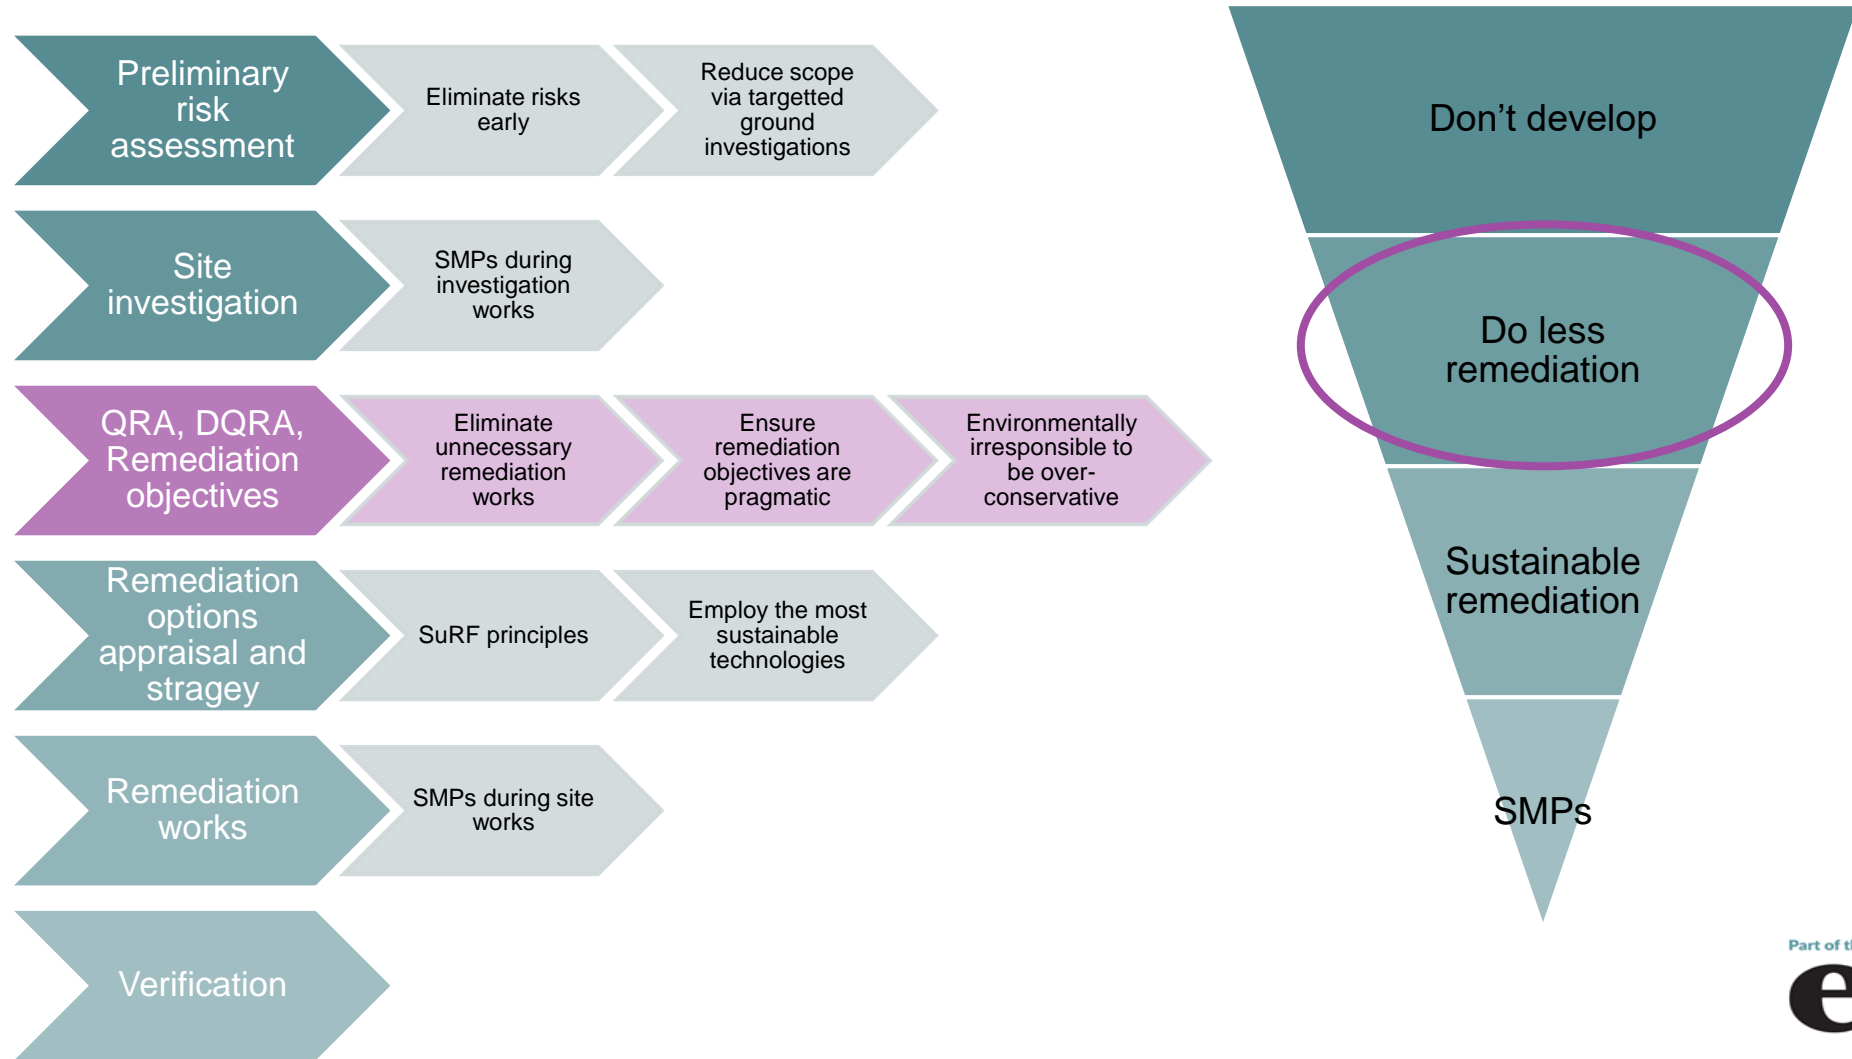 Preliminary
risk
assessment
Eliminate risks
early
Reduce scope
via targetted
ground
investigations
Site
investigation
SMPs during
investigation
works
QRA, DQRA,
Remediation
objectives
Eliminate
unnecessary
remediation
works
Ensure
remediation
objectives are
pragmatic
Environmentally
irresponsible to
be over-
conservative
Remediation
options
appraisal and
stragey
SuRF principles
Employ the most
sustainable
technologies
Remediation
works
SMPs during site
works
Verification
Don’t develop
Do less
remediation
Sustainable
remediation
SMPs
Part of
e